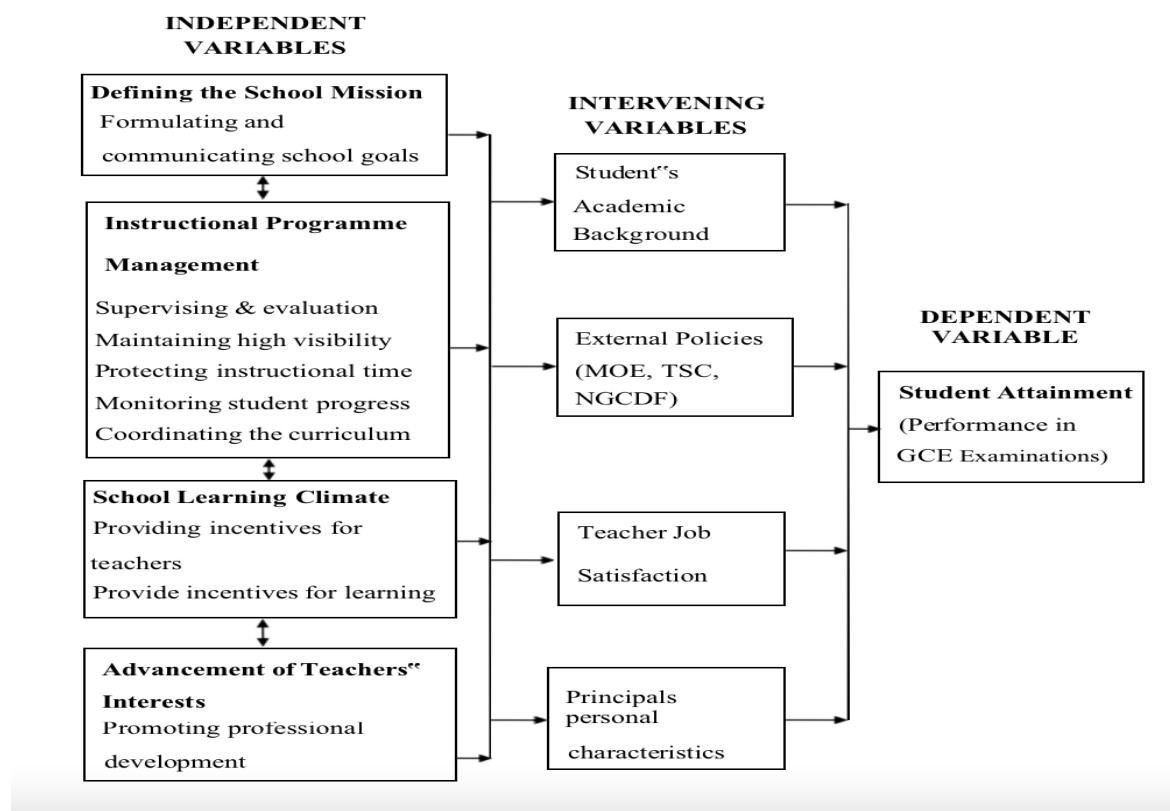 INDEPENDENT
VARIABLES
Defining the School Mission
Formulating and
communicating school goals
Instructional Programme
Management
Supervising & evaluation
Maintaining high visibility
Protecting instructional time
Monitoring student progress
Coordinating the curriculum
School Learning Climate
Providing incentives for
teachers
Provide incentives for learning
Advancement of Teachers‟
Interests
Promoting professional
development
INTERVENING
VARIABLES
Student‟s
Academic
Background
External Policies
(MOE, TSC,
NGCDF)
Teacher Job
Satisfaction
Principals
personal
characteristics
DEPENDENT
VARIABLE
Student Attainment
(Performance in
GCE Examinations)